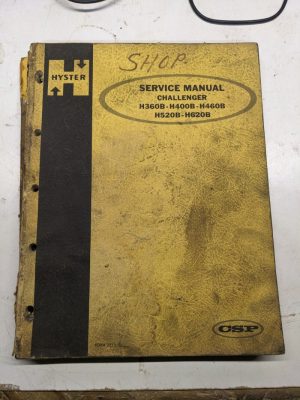 SHOP
HYSTER
SERVICE MANUAL
CHALLENGER
H360B-H400B-H460B
H520B-H620B
CSP